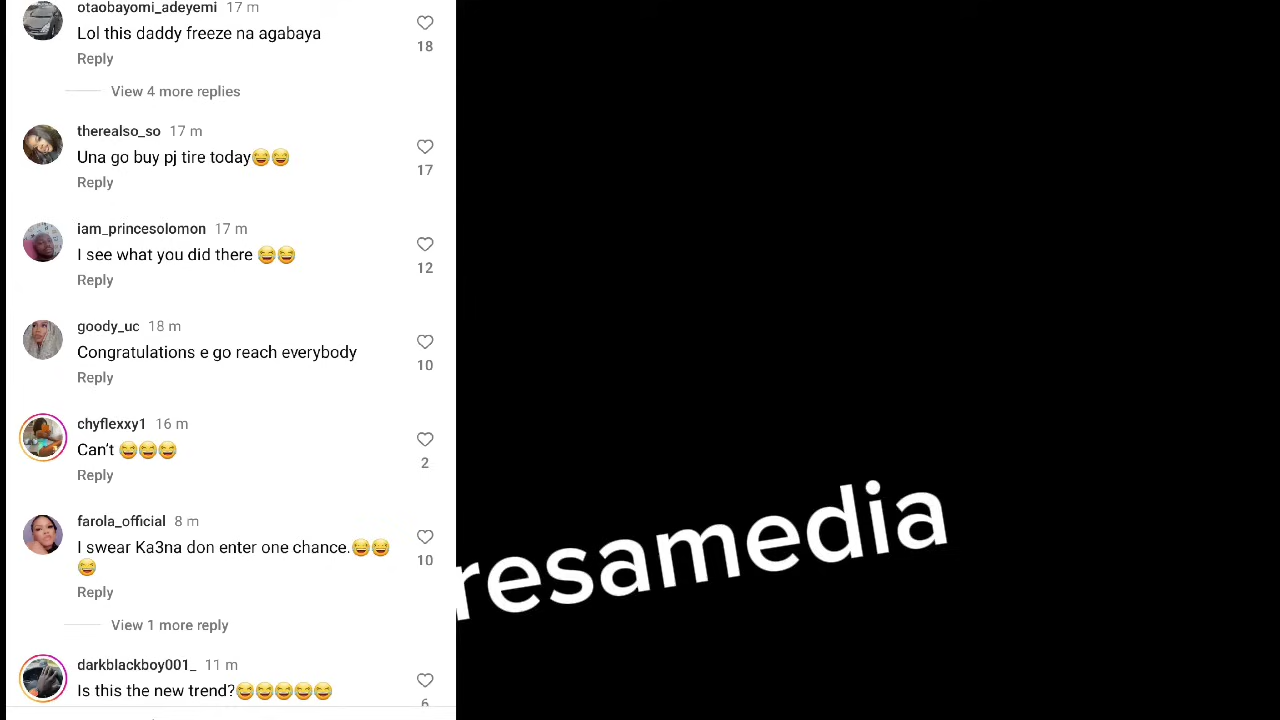 otaobayomi_adeyemi 17 m
Lol this daddy freeze na agabaya
18
Reply
View 4 more replies
therealso_so 17 m
Una go buy pj tire today😅😅
17
Reply
iam_princesolomon 17 m
I see what you did there 😆😆
12
Reply
goody_uc 18 m
Congratulations e go reach everybody
10
Reply
chyflexxy1 16 m
Can't 😂😂😂
2
Reply
farola_official 8 m
I swear Ka3na don enter one chance.😂😂
😂
10
Reply
View 1 more reply
darkblackboy001_ 11 m
Is this the new trend?😂😂😂😂😂
6
resamedia